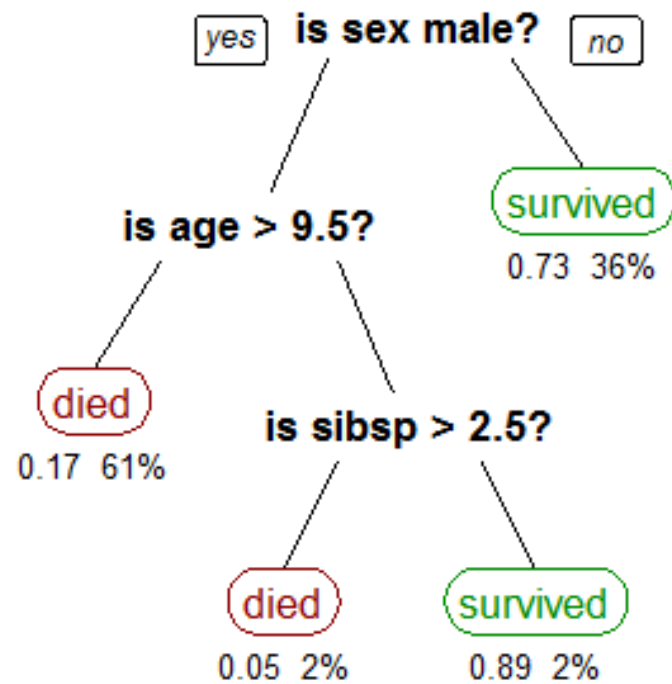 yes is sex male? no
survived
is age > 9.5?
0.73 36%
died
is sibsp > 2.5?
0.17 61%
died survived
0.05 2% 0.89 2%